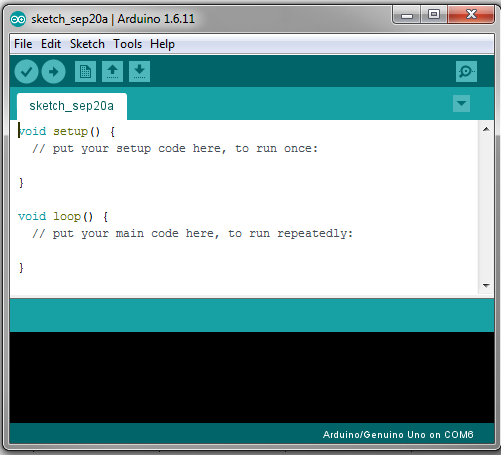 sketch_sep20a | Arduino 1.6.11
File Edit Sketch Tools Help
sketch_sep20a
void setup() {
  // put your setup code here, to run once:
}
void loop() {
  // put your main code here, to run repeatedly:
}
Arduino/Genuino Uno on COM6